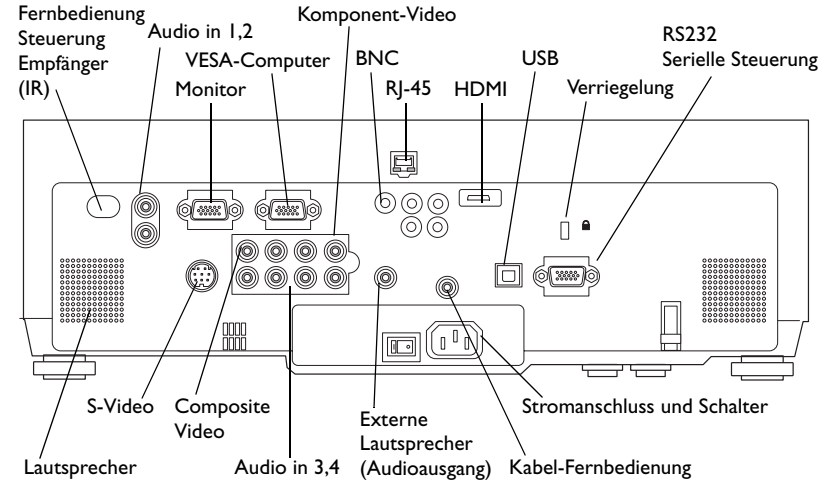 Fernbedienung
Steuerung
Empfänger
(IR)
Audio in 1,2
Komponent-Video
VESA-Computer
Monitor
BNC
RJ-45
HDMI
USB
Verriegelung
RS232
Serielle Steuerung
S-Video
Composite
Video
Externe
Lautsprecher
(Audioausgang)
Stromanschluss und Schalter
Lautsprecher
Audio in 3,4
Kabel-Fernbedienung